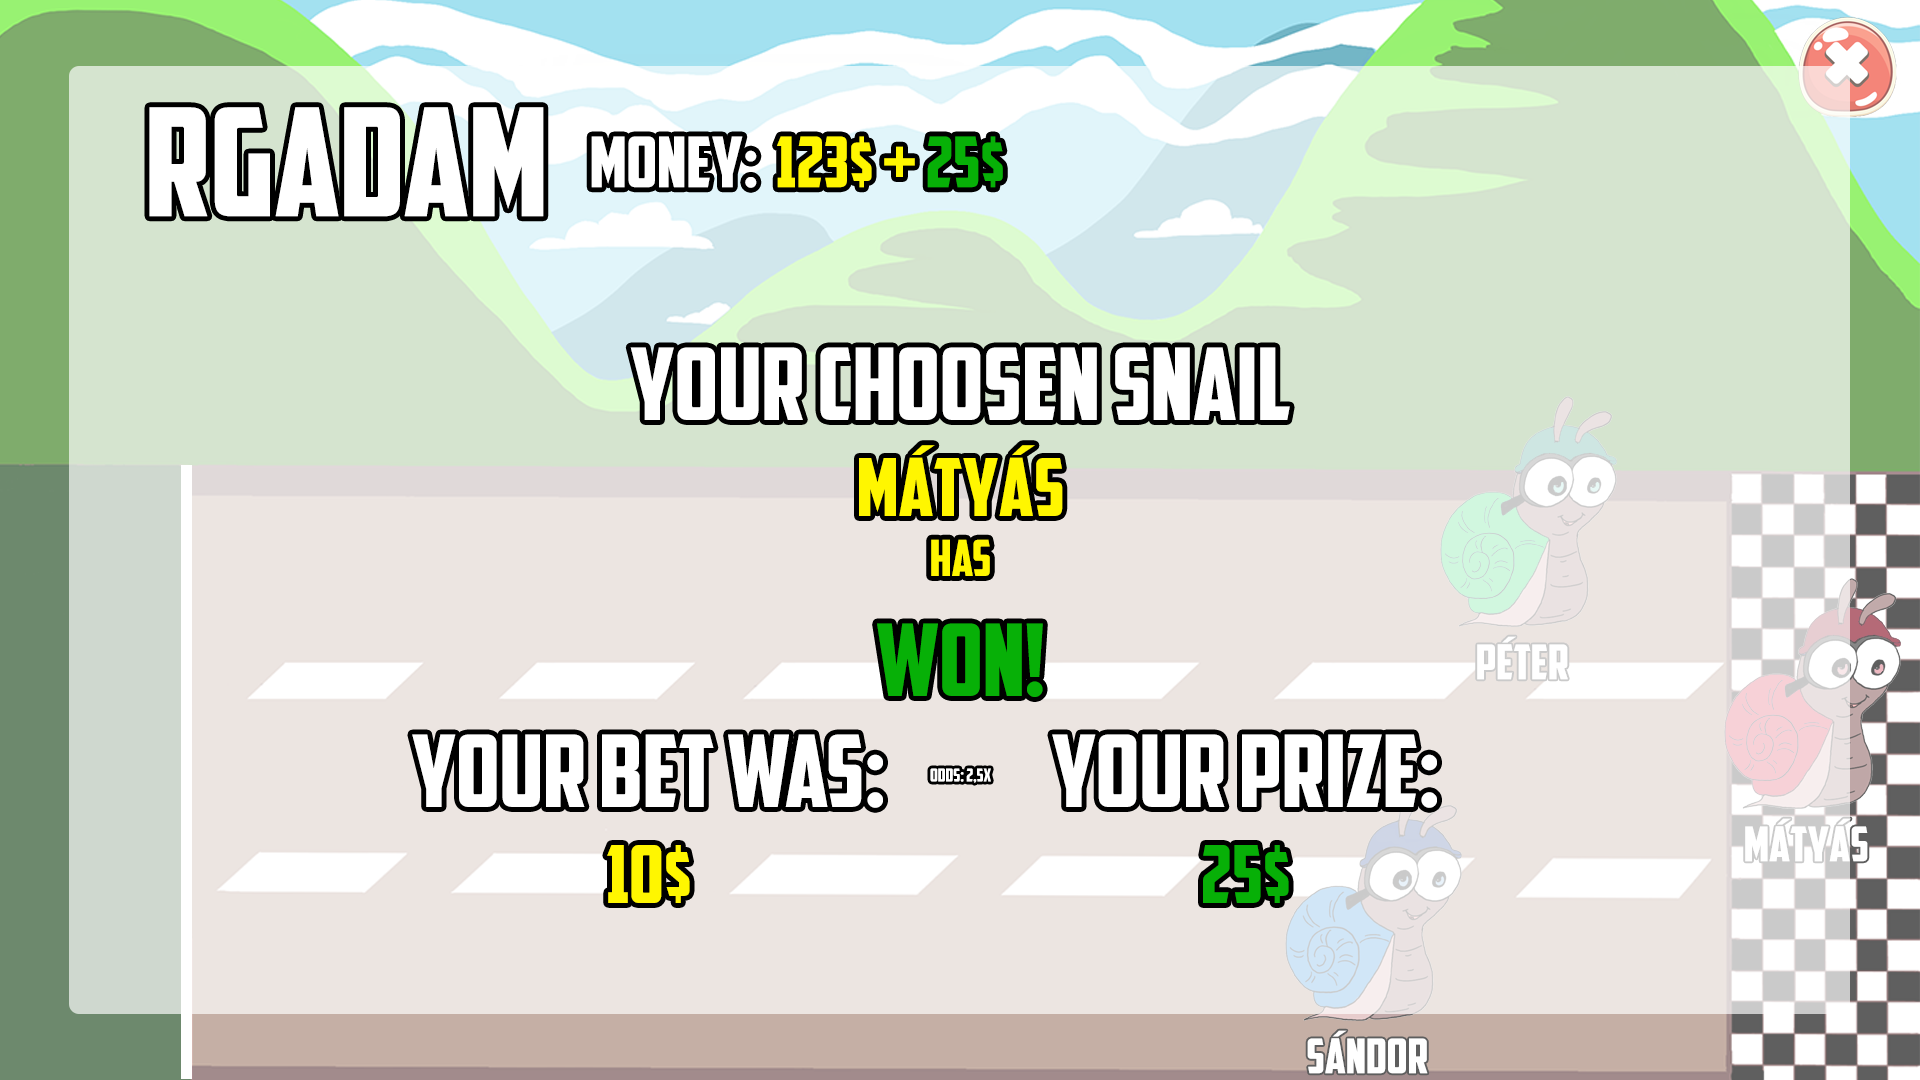 RGADAM
MONEY: 123$ + 25$
YOUR CHOOSEN SNAIL
MÁTYÁS
HAS
WON!
PÉTER
YOUR BET WAS:
ODDS: 2,5X
YOUR PRIZE:
10$
25$
MÁTYÁS
SÁNDOR